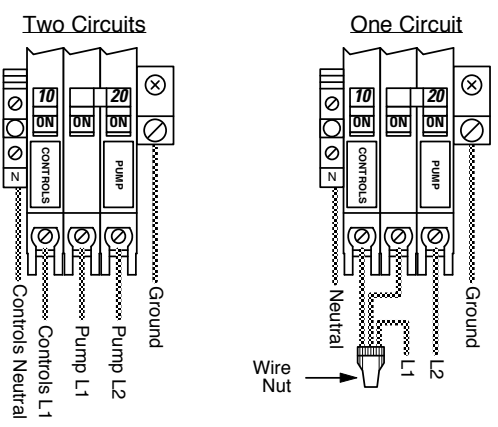 Two Circuits
10
20
ON
ON
ON
CONTROLS
PUMP
N
Controls Neutral
Controls L1
Pump L1
Pump L2
Ground
One Circuit
10
20
ON
ON
ON
CONTROLS
PUMP
N
Neutral
L1
L2
Ground
Wire
Nut